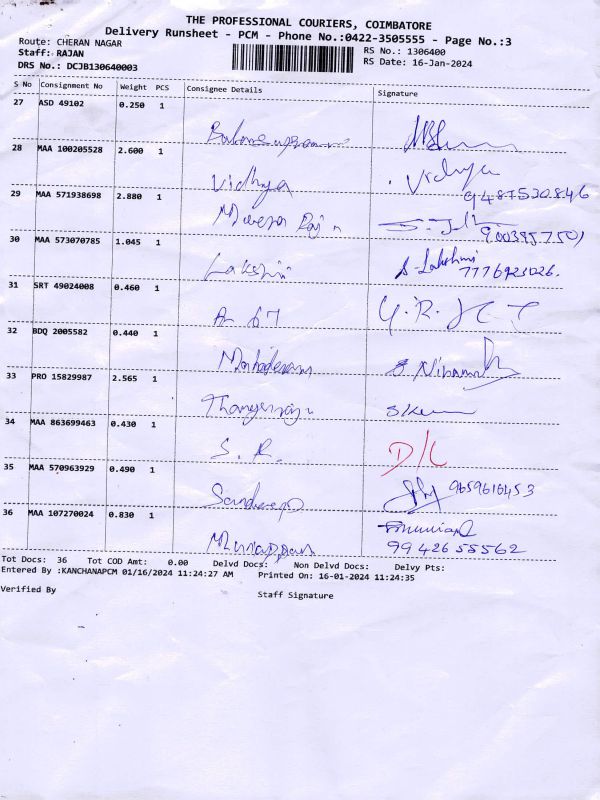 THE PROFESSIONAL COURIERS, COIMBATORE
Delivery Runsheet - PCM - Phone No.:0422-3505555 - Page No.:3
Route: CHERAN NAGAR RS No.: 1306400
Staff: RAJAN RS Date: 16-Jan-2024
DRS No.: DCJB130640003
S No Consignment No Weight PCS Consignee Details Signature
27 ASD 49102 0.250 1
28 MAA 100205528 2.600 1
Vidhya Vidhya
29 MAA 571938698 2.880 1 9487530846
30 MAA 573070785 1.045 1
Lakshmi S-Lakshmi
31 SRT 49024008 0.460 1
32 BDQ 2005582 0.440 1
Mahadevan
33 PRO 15829987 2.565 1
34 MAA 863699463 0.430 1
S. R. D/L
35 MAA 570963929 0.490 1
9659616453
36 MAA 107270024 0.830 1
9942655562
Tot Docs: 36 Tot COD Amt: 0.00 Delvd Docs: Non Delvd Docs: Delvy Pts:
Entered By :KANCHANAPCM 01/16/2024 11:24:27 AM Printed On: 16-01-2024 11:24:35
Verified By Staff Signature